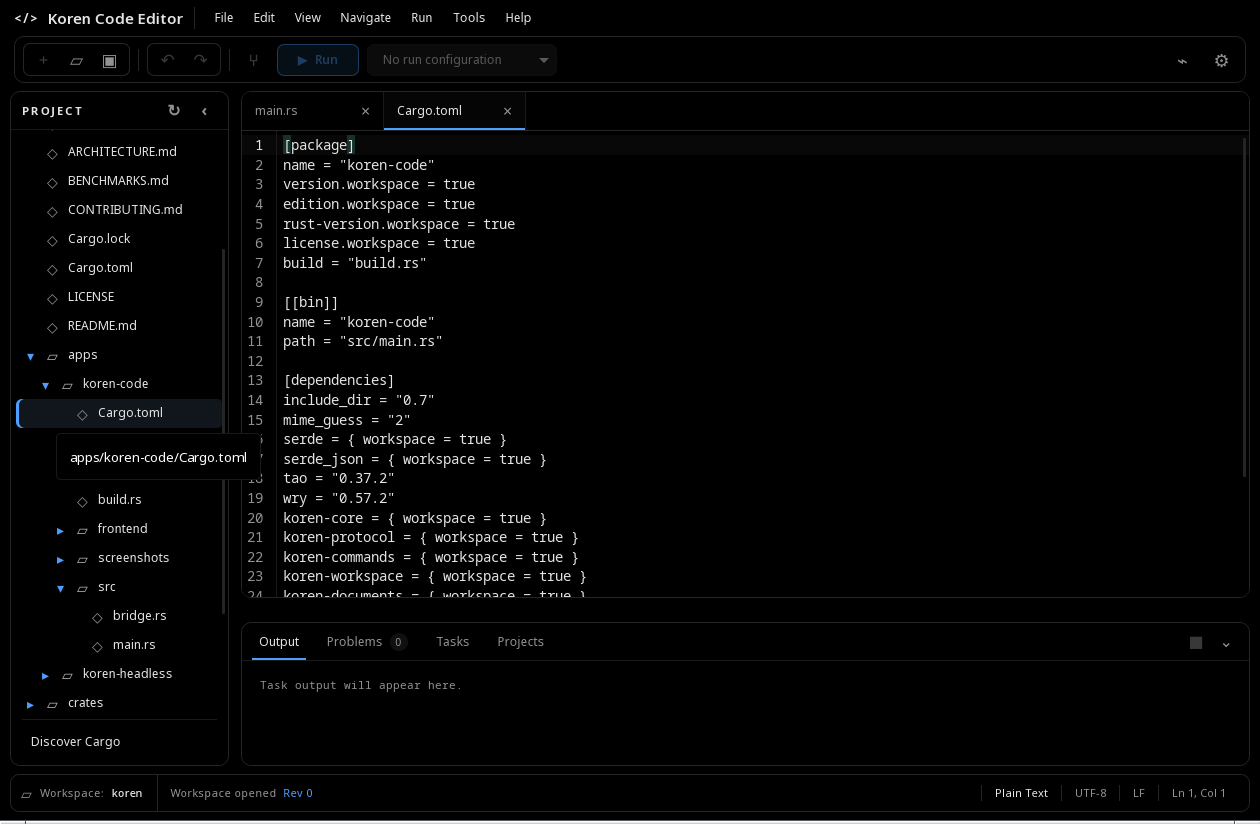 </> Koren Code Editor File Edit View Navigate Run Tools Help
Run No run configuration
PROJECT
ARCHITECTURE.md
BENCHMARKS.md
CONTRIBUTING.md
Cargo.lock
Cargo.toml
LICENSE
README.md
apps
koren-code
Cargo.toml
apps/koren-code/Cargo.toml
build.rs
frontend
screenshots
src
bridge.rs
main.rs
koren-headless
crates
Discover Cargo
main.rs × Cargo.toml ×
1 [package]
2 name = "koren-code"
3 version.workspace = true
4 edition.workspace = true
5 rust-version.workspace = true
6 license.workspace = true
7 build = "build.rs"
8
9 [[bin]]
10 name = "koren-code"
11 path = "src/main.rs"
12
13 [dependencies]
14 include_dir = "0.7"
15 mime_guess = "2"
serde = { workspace = true }
serde_json = { workspace = true }
18 tao = "0.37.2"
19 wry = "0.57.2"
20 koren-core = { workspace = true }
21 koren-protocol = { workspace = true }
22 koren-commands = { workspace = true }
23 koren-workspace = { workspace = true }
24 koren-documents = { workspace = true }
Output Problems 0 Tasks Projects
Task output will appear here.
Workspace: koren Workspace opened Rev 0 Plain Text UTF-8 LF Ln 1, Col 1